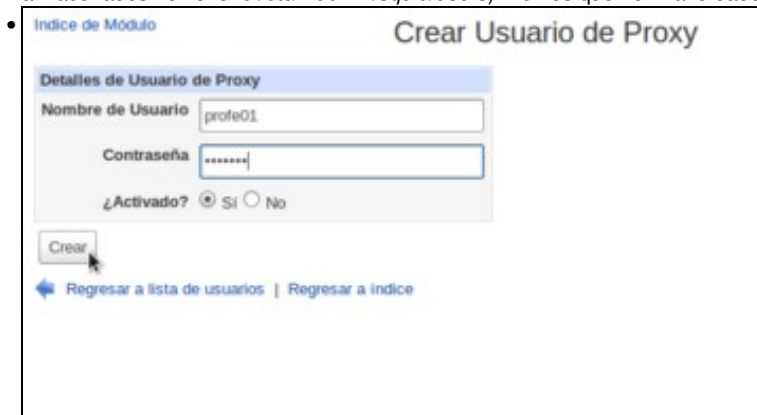 Indice de Módulo
Crear Usuario de Proxy
Detalles de Usuario de Proxy
Nombre de Usuario profe01
Contraseña •••••••
¿Activado? Sí No
Crear
Regresar a lista de usuarios | Regresar a índice